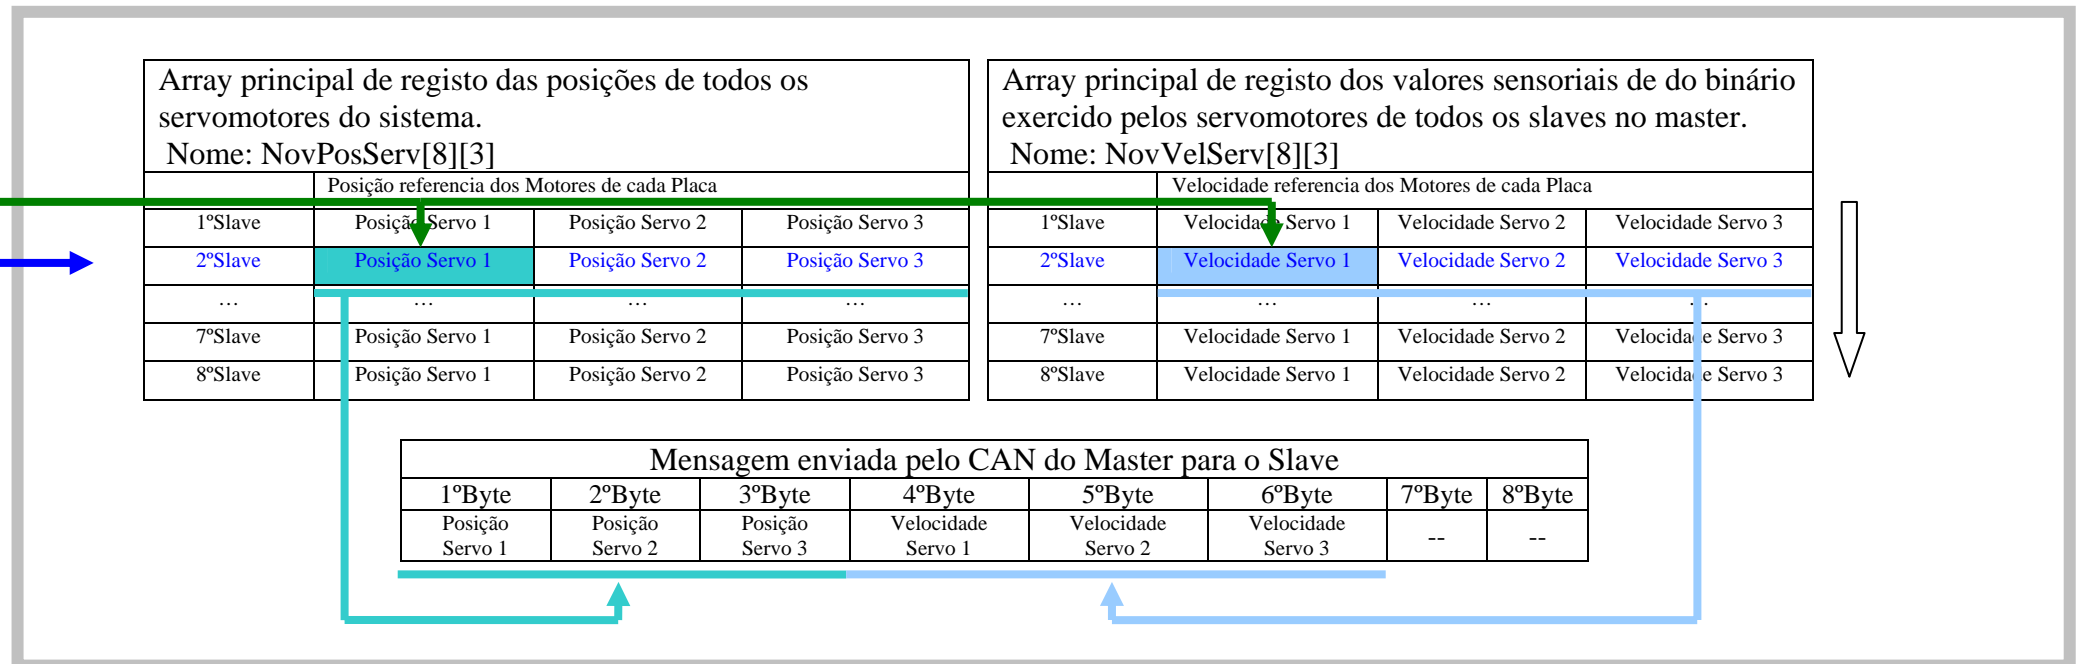 Array principal de registo das posições de todos os
servomotores do sistema.
Nome: NovPosServ[8][3]
Posição referencia dos Motores de cada Placa
1ºSlave Posição Servo 1 Posição Servo 2 Posição Servo 3
2ºSlave Posição Servo 1 Posição Servo 2 Posição Servo 3
… … … …
7ºSlave Posição Servo 1 Posição Servo 2 Posição Servo 3
8ºSlave Posição Servo 1 Posição Servo 2 Posição Servo 3
Array principal de registo dos valores sensoriais de do binário
exercido pelos servomotores de todos os slaves no master.
Nome: NovVelServ[8][3]
Velocidade referencia dos Motores de cada Placa
1ºSlave Velocidade Servo 1 Velocidade Servo 2 Velocidade Servo 3
2ºSlave Velocidade Servo 1 Velocidade Servo 2 Velocidade Servo 3
… … … …
7ºSlave Velocidade Servo 1 Velocidade Servo 2 Velocidade Servo 3
8ºSlave Velocidade Servo 1 Velocidade Servo 2 Velocidade Servo 3
Mensagem enviada pelo CAN do Master para o Slave
1ºByte 2ºByte 3ºByte 4ºByte 5ºByte 6ºByte 7ºByte 8ºByte
Posição Posição Posição Velocidade Velocidade Velocidade
Servo 1 Servo 2 Servo 3 Servo 1 Servo 2 Servo 3 -- --